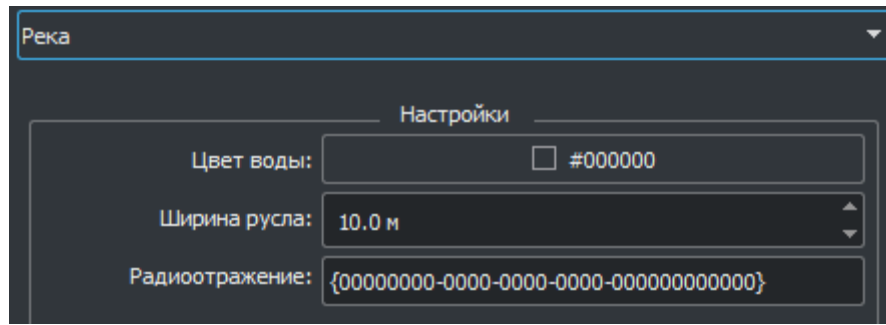 Река
Настройки
Цвет воды: #000000
Ширина русла: 10.0 м
Радиоотражение: {00000000-0000-0000-0000-000000000000}